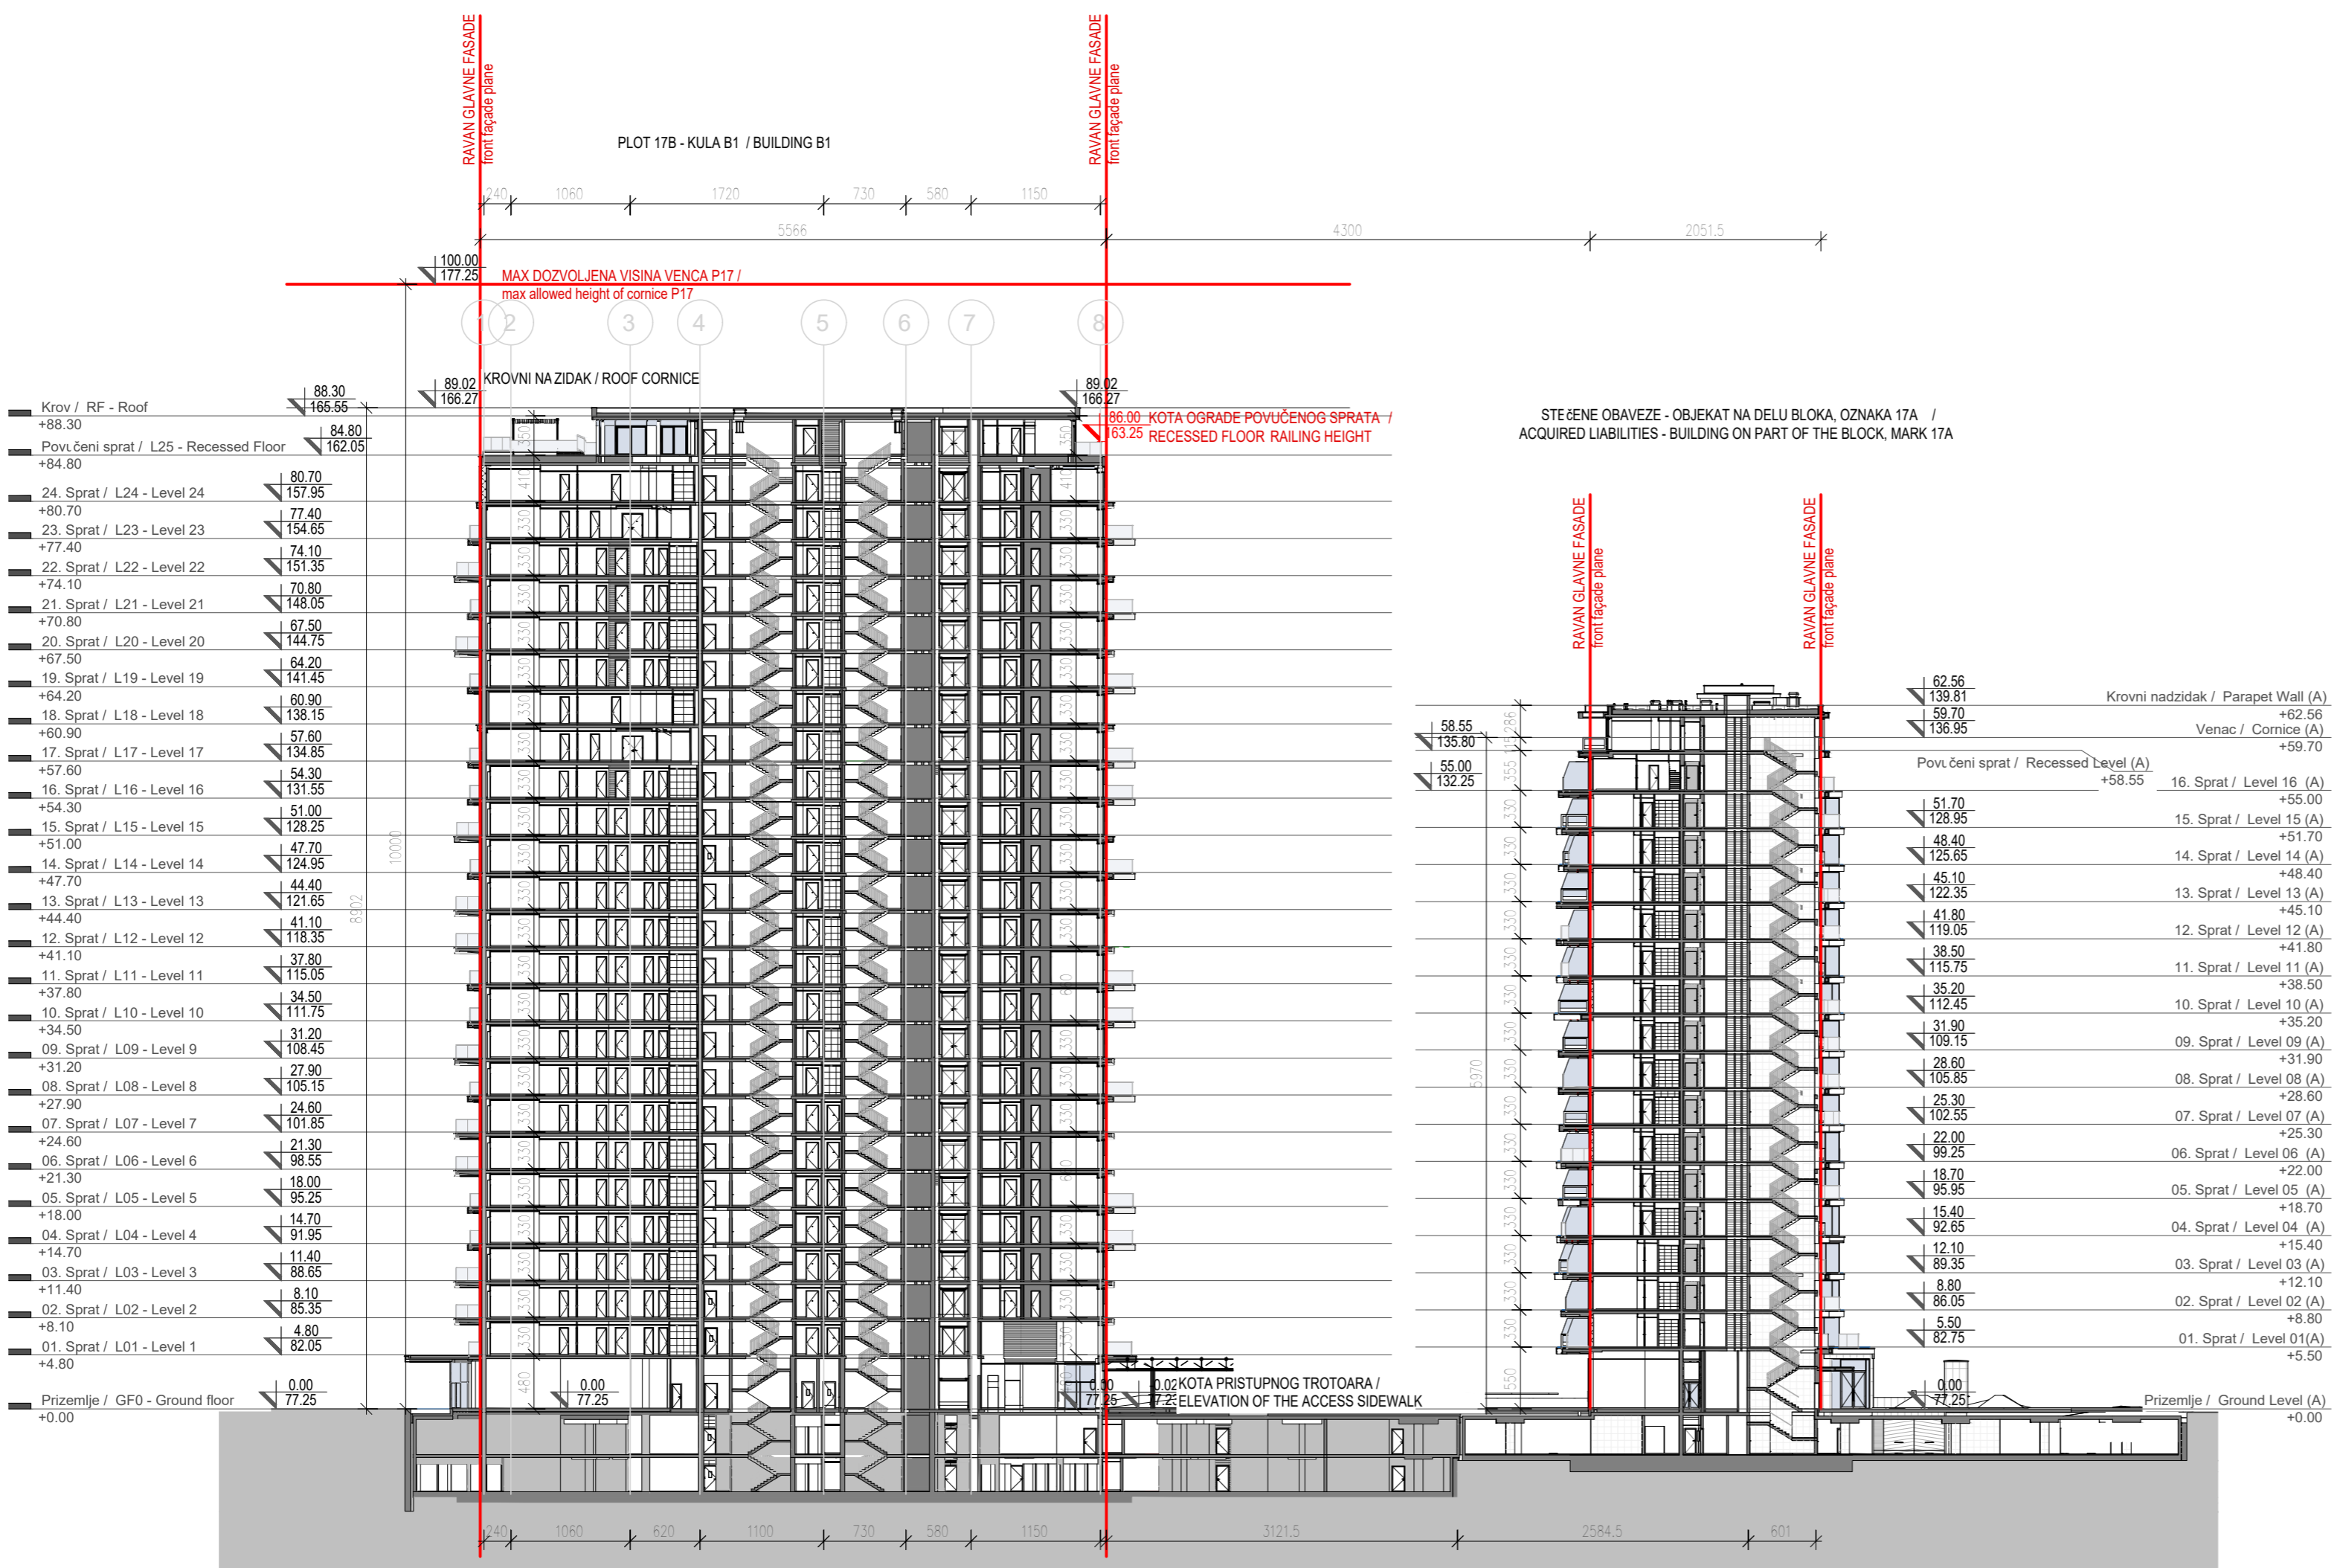 RAVAN GLAVNE FASADE
front façade plane
RAVAN GLAVNE FASADE
front façade plane
PLOT 17B - KULA B1 / BUILDING B1
240 1060 1720 730 580 1150
5566 4300 2051.5
100.00
177.25
MAX DOZVOLJENA VISINA VENCA P17 /
max allowed height of cornice P17
1 2 3 4 5 6 7 8
KROVNI NAZIDAK / ROOF CORNICE
89.02
166.27
89.02
166.27
86.00
163.25
KOTA OGRADE POVUČENOG SPRATA /
RECESSED FLOOR RAILING HEIGHT
STEČENE OBAVEZE - OBJEKAT NA DELU BLOKA, OZNAKA 17A /
ACQUIRED LIABILITIES - BUILDING ON PART OF THE BLOCK, MARK 17A
RAVAN GLAVNE FASADE
front façade plane
RAVAN GLAVNE FASADE
front façade plane
Krov / RF - Roof
+88.30
88.30
165.55
Povučeni sprat / L25 - Recessed Floor
+84.80
84.80
162.05
24. Sprat / L24 - Level 24
+80.70
80.70
157.95
23. Sprat / L23 - Level 23
+77.40
77.40
154.65
22. Sprat / L22 - Level 22
+74.10
74.10
151.35
21. Sprat / L21 - Level 21
+70.80
70.80
148.05
20. Sprat / L20 - Level 20
+67.50
67.50
144.75
19. Sprat / L19 - Level 19
+64.20
64.20
141.45
18. Sprat / L18 - Level 18
+60.90
60.90
138.15
17. Sprat / L17 - Level 17
+57.60
57.60
134.85
16. Sprat / L16 - Level 16
+54.30
54.30
131.55
15. Sprat / L15 - Level 15
+51.00
51.00
128.25
14. Sprat / L14 - Level 14
+47.70
47.70
124.95
13. Sprat / L13 - Level 13
+44.40
44.40
121.65
12. Sprat / L12 - Level 12
+41.10
41.10
118.35
11. Sprat / L11 - Level 11
+37.80
37.80
115.05
10. Sprat / L10 - Level 10
+34.50
34.50
111.75
09. Sprat / L09 - Level 9
+31.20
31.20
108.45
08. Sprat / L08 - Level 8
+27.90
27.90
105.15
07. Sprat / L07 - Level 7
+24.60
24.60
101.85
06. Sprat / L06 - Level 6
+21.30
21.30
98.55
05. Sprat / L05 - Level 5
+18.00
18.00
95.25
04. Sprat / L04 - Level 4
+14.70
14.70
91.95
03. Sprat / L03 - Level 3
+11.40
11.40
88.65
02. Sprat / L02 - Level 2
+8.10
8.10
85.35
01. Sprat / L01 - Level 1
+4.80
4.80
82.05
Prizemlje / GF0 - Ground floor
+0.00
0.00
77.25
10000
8902
350
410
330
480
0.00
77.25
350
410
330
0.00
77.25
KOTA PRISTUPNOG TROTOARA /
ELEVATION OF THE ACCESS SIDEWALK
58.55
135.80
55.00
132.25
286
115
355
330
550
5970
62.56
139.81
Krovni nadzidak / Parapet Wall (A)
+62.56
59.70
136.95
Venac / Cornice (A)
+59.70
Povučeni sprat / Recessed Level (A)
+58.55
16. Sprat / Level 16 (A)
+55.00
51.70
128.95
15. Sprat / Level 15 (A)
+51.70
48.40
125.65
14. Sprat / Level 14 (A)
+48.40
45.10
122.35
13. Sprat / Level 13 (A)
+45.10
41.80
119.05
12. Sprat / Level 12 (A)
+41.80
38.50
115.75
11. Sprat / Level 11 (A)
+38.50
35.20
112.45
10. Sprat / Level 10 (A)
+35.20
31.90
109.15
09. Sprat / Level 09 (A)
+31.90
28.60
105.85
08. Sprat / Level 08 (A)
+28.60
25.30
102.55
07. Sprat / Level 07 (A)
+25.30
22.00
99.25
06. Sprat / Level 06 (A)
+22.00
18.70
95.95
05. Sprat / Level 05 (A)
+18.70
15.40
92.65
04. Sprat / Level 04 (A)
+15.40
12.10
89.35
03. Sprat / Level 03 (A)
+12.10
8.80
86.05
02. Sprat / Level 02 (A)
+8.80
5.50
82.75
01. Sprat / Level 01(A)
+5.50
0.00
77.25
Prizemlje / Ground Level (A)
+0.00
240 1060 620 1100 730 580 1150 3121.5 2584.5 601